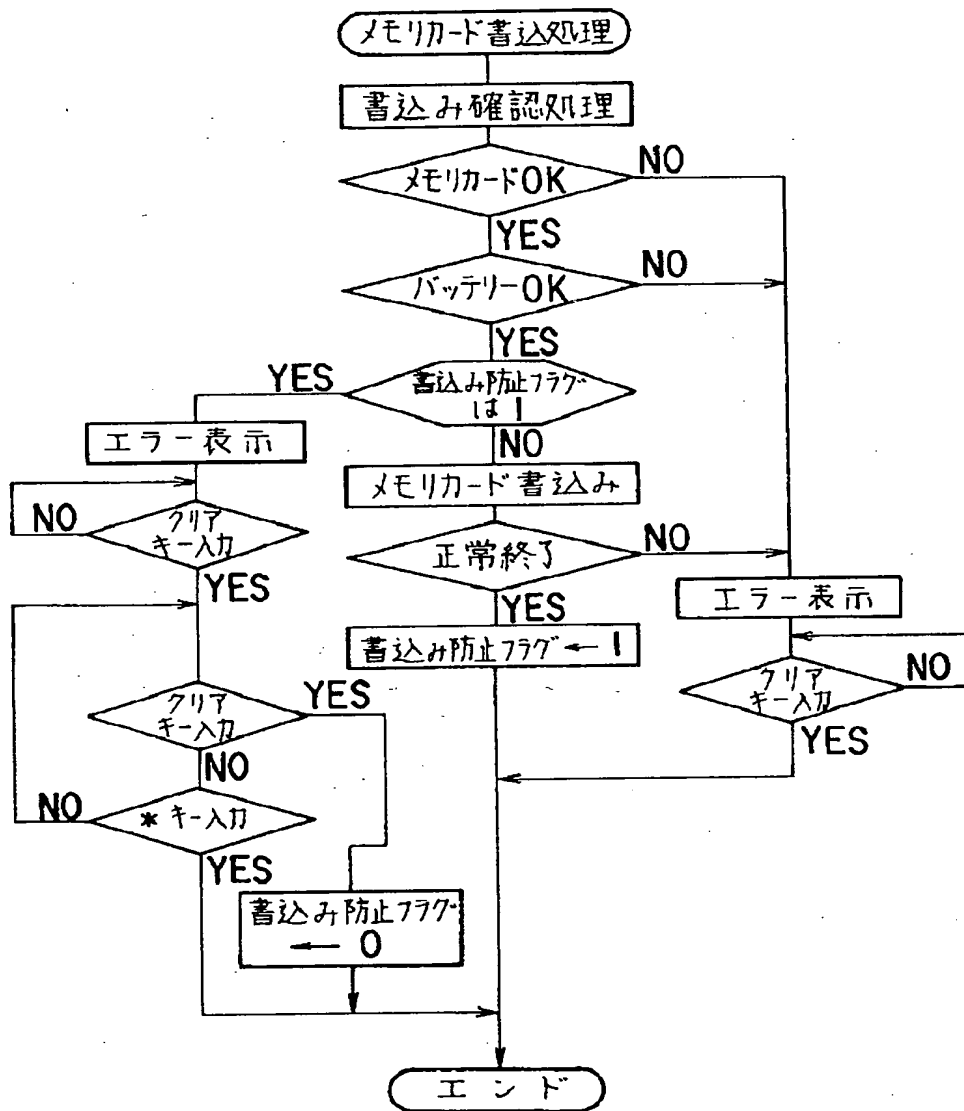 メモリカード書込処理
書込み確認処理
メモリカードOK
NO
YES
バッテリーOK
NO
YES
書込み防止フラグ
は 1
YES
NO
エラー表示
メモリカード書込み
クリア
キー入力
NO
YES
正常終了
NO
YES
エラー表示
書込み防止フラグ ← 1
クリア
キー入力
NO
YES
クリア
キー入力
YES
NO
* キー入力
NO
YES
書込み防止フラグ
← 0
エンド